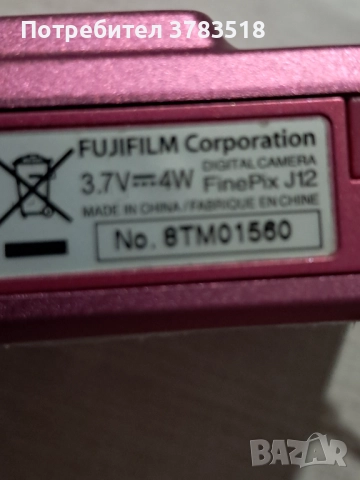 Потребител 3783518
FUJIFILM Corporation
DIGITAL CAMERA
3.7V⎓4W FinePix J12
MADE IN CHINA / FABRIQUE EN CHINE
No. 8TM01560
BAZAR